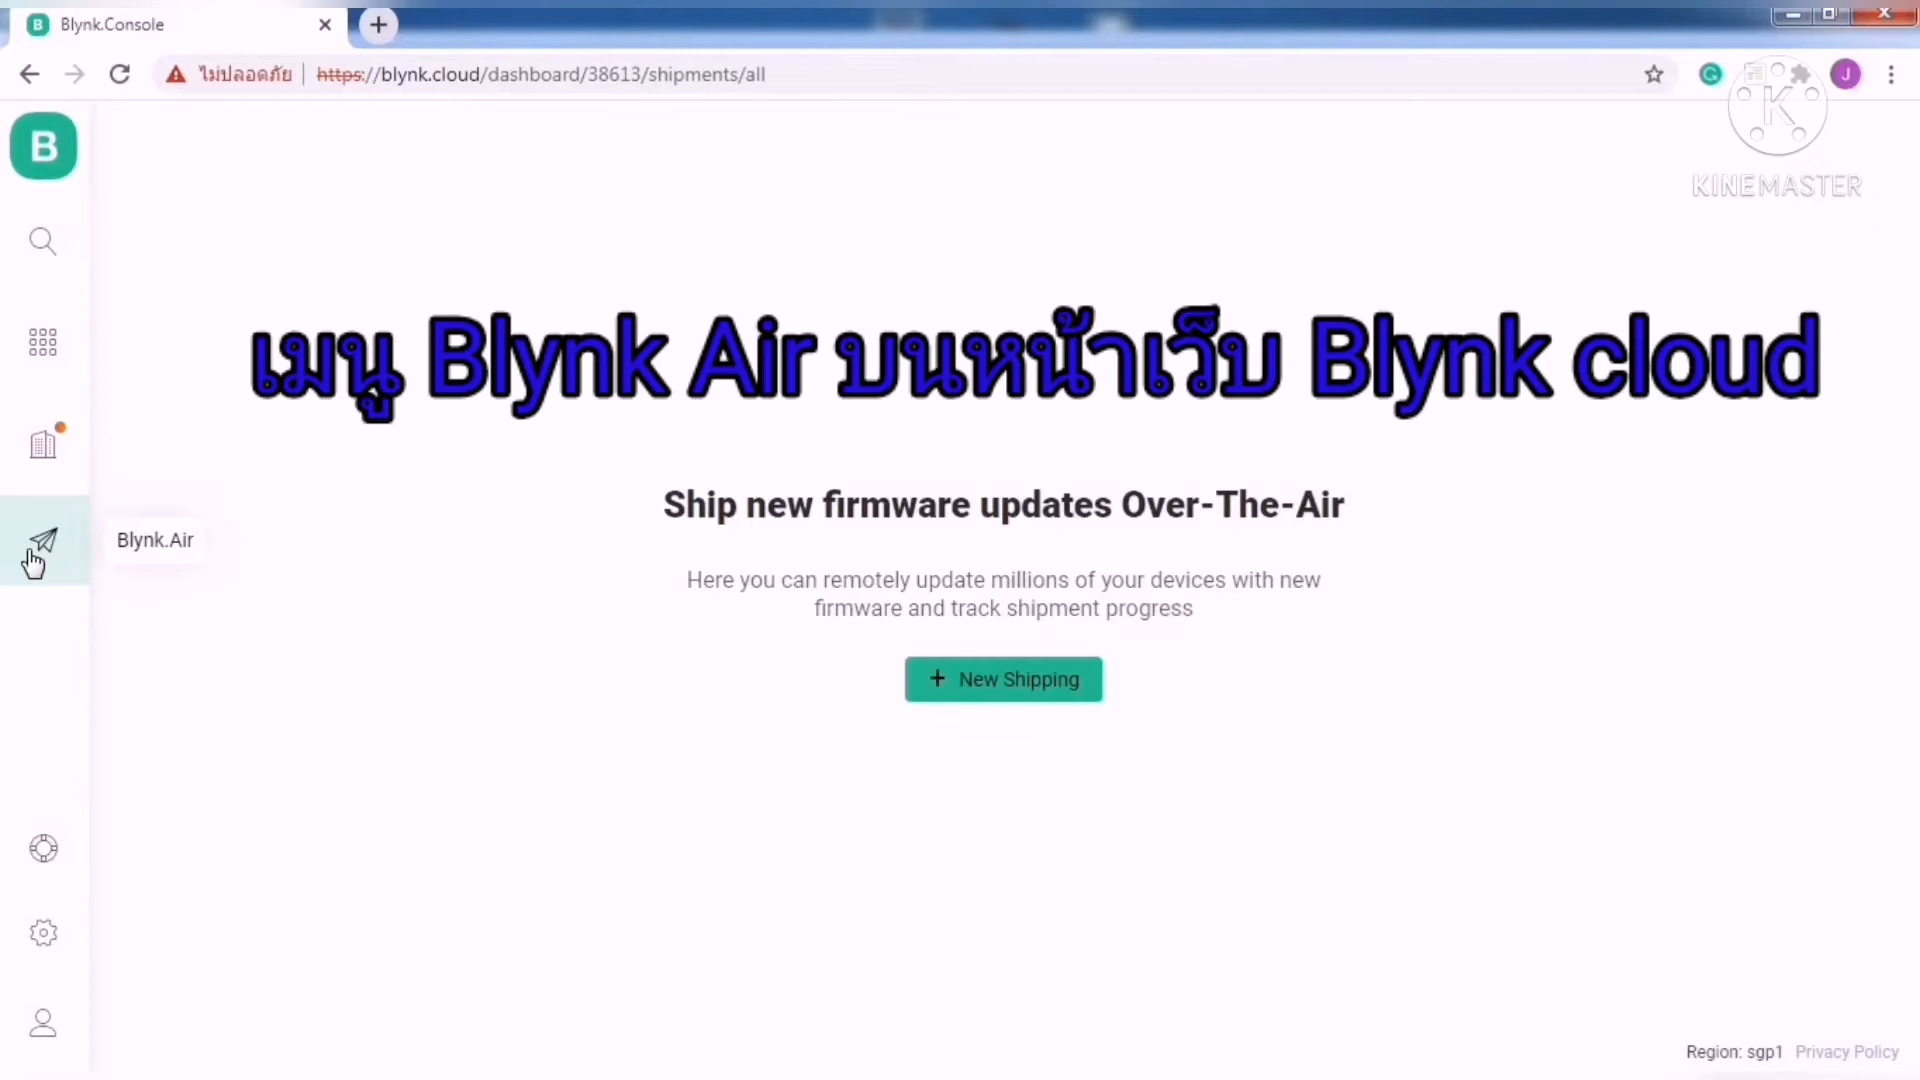 B Blynk.Console
ไม่ปลอดภัย https://blynk.cloud/dashboard/38613/shipments/all
J
K
KINEMASTER
B
เมนู Blynk Air บนหน้าเว็บ Blynk cloud
Ship new firmware updates Over-The-Air
Blynk.Air
Here you can remotely update millions of your devices with new
firmware and track shipment progress
+ New Shipping
Region: sgp1 Privacy Policy